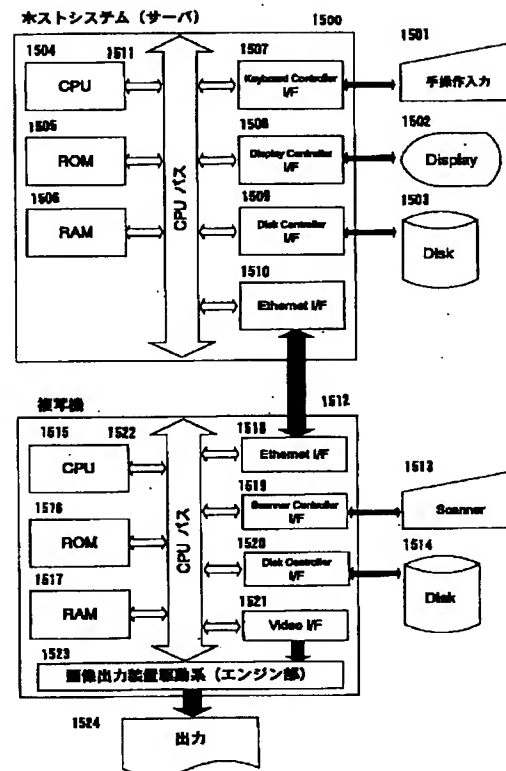 ホストシステム (サーバ)
1500
1504
1511
1507
1501
CPU
Keyboard Controller
I/F
手操作入力
1505
1508
1502
ROM
Display Controller
I/F
Display
1506
1509
1503
RAM
CPU バス
Disk Controller
I/F
Disk
1510
Ethernet I/F
複写機
1512
1515
1522
1518
CPU
Ethernet I/F
1519
1513
1516
Scanner Controller
I/F
Scanner
ROM
1520
1514
CPU バス
Disk Controller
I/F
Disk
1517
1521
RAM
Video I/F
1523
画像出力装置駆動系 (エンジン部)
1524
出力